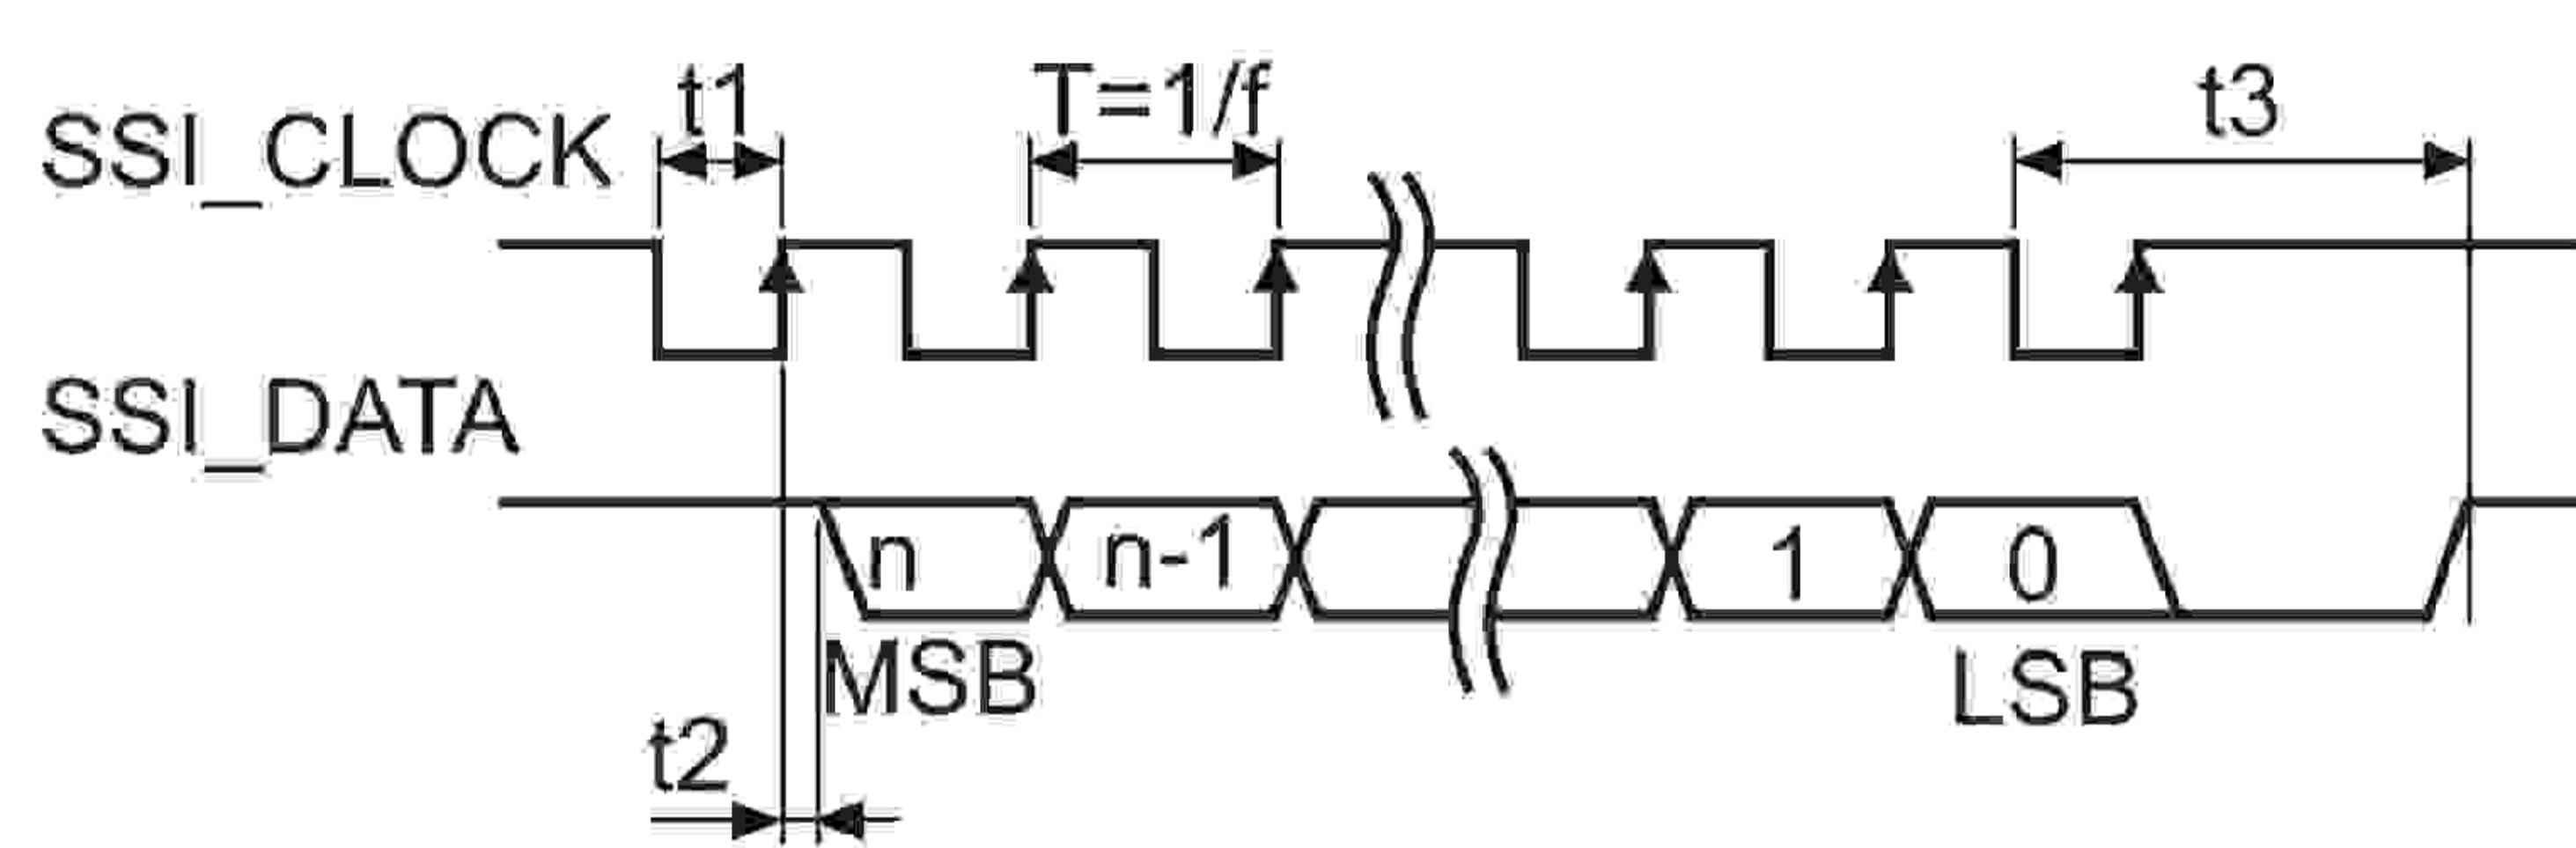 t1 T=1/f t3
SSI_CLOCK
SSI_DATA
n n-1 1 0
MSB LSB
t2